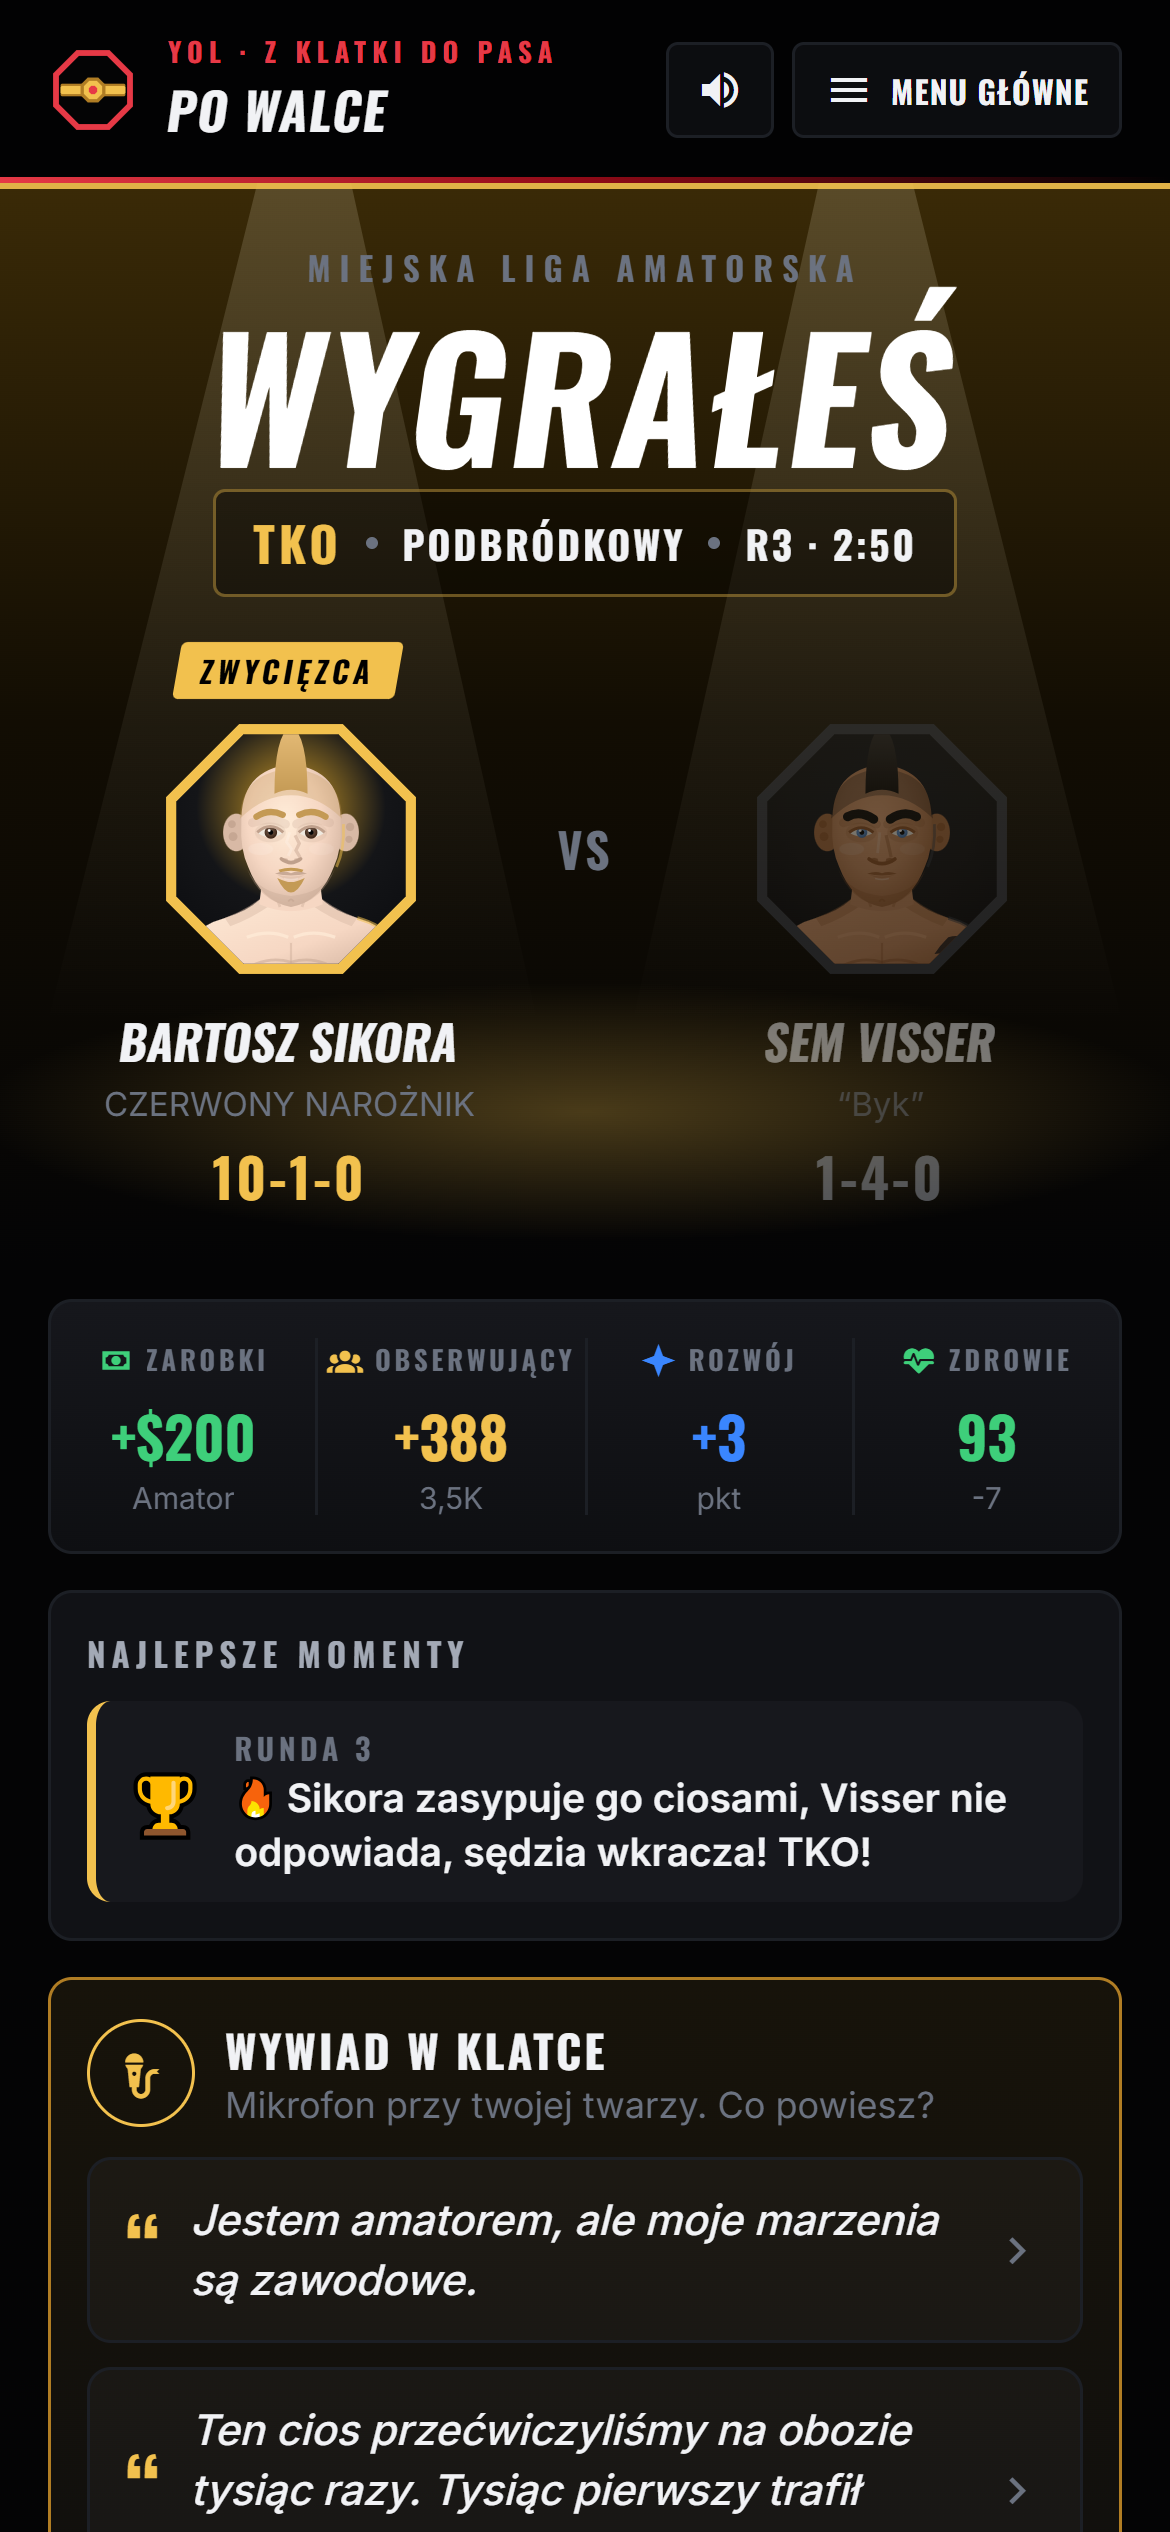 YOL · Z KLATKI DO PASA
PO WALCE
MENU GŁÓWNE
MIEJSKA LIGA AMATORSKA
WYGRAŁEŚ
TKO • PODBRÓDKOWY • R3 · 2:50
ZWYCIĘZCA
VS
BARTOSZ SIKORA
CZERWONY NAROŻNIK
10-1-0
SEM VISSER
“Byk”
1-4-0
ZAROBKI
+$200
Amator
OBSERWUJĄCY
+388
3,5K
ROZWÓJ
+3
pkt
ZDROWIE
93
-7
NAJLEPSZE MOMENTY
RUNDA 3
🔥 Sikora zasypuje go ciosami, Visser nie
odpowiada, sędzia wkracza! TKO!
WYWIAD W KLATCE
Mikrofon przy twojej twarzy. Co powiesz?
“ Jestem amatorem, ale moje marzenia
są zawodowe.
“ Ten cios przećwiczyliśmy na obozie
tysiąc razy. Tysiąc pierwszy trafił